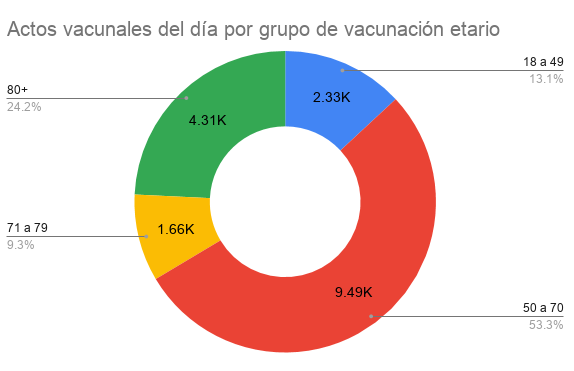 Actos vacunales del día por grupo de vacunación etario
18 a 49
13.1%
2.33K
80+
24.2%
4.31K
71 a 79
9.3%
1.66K
9.49K
50 a 70
53.3%